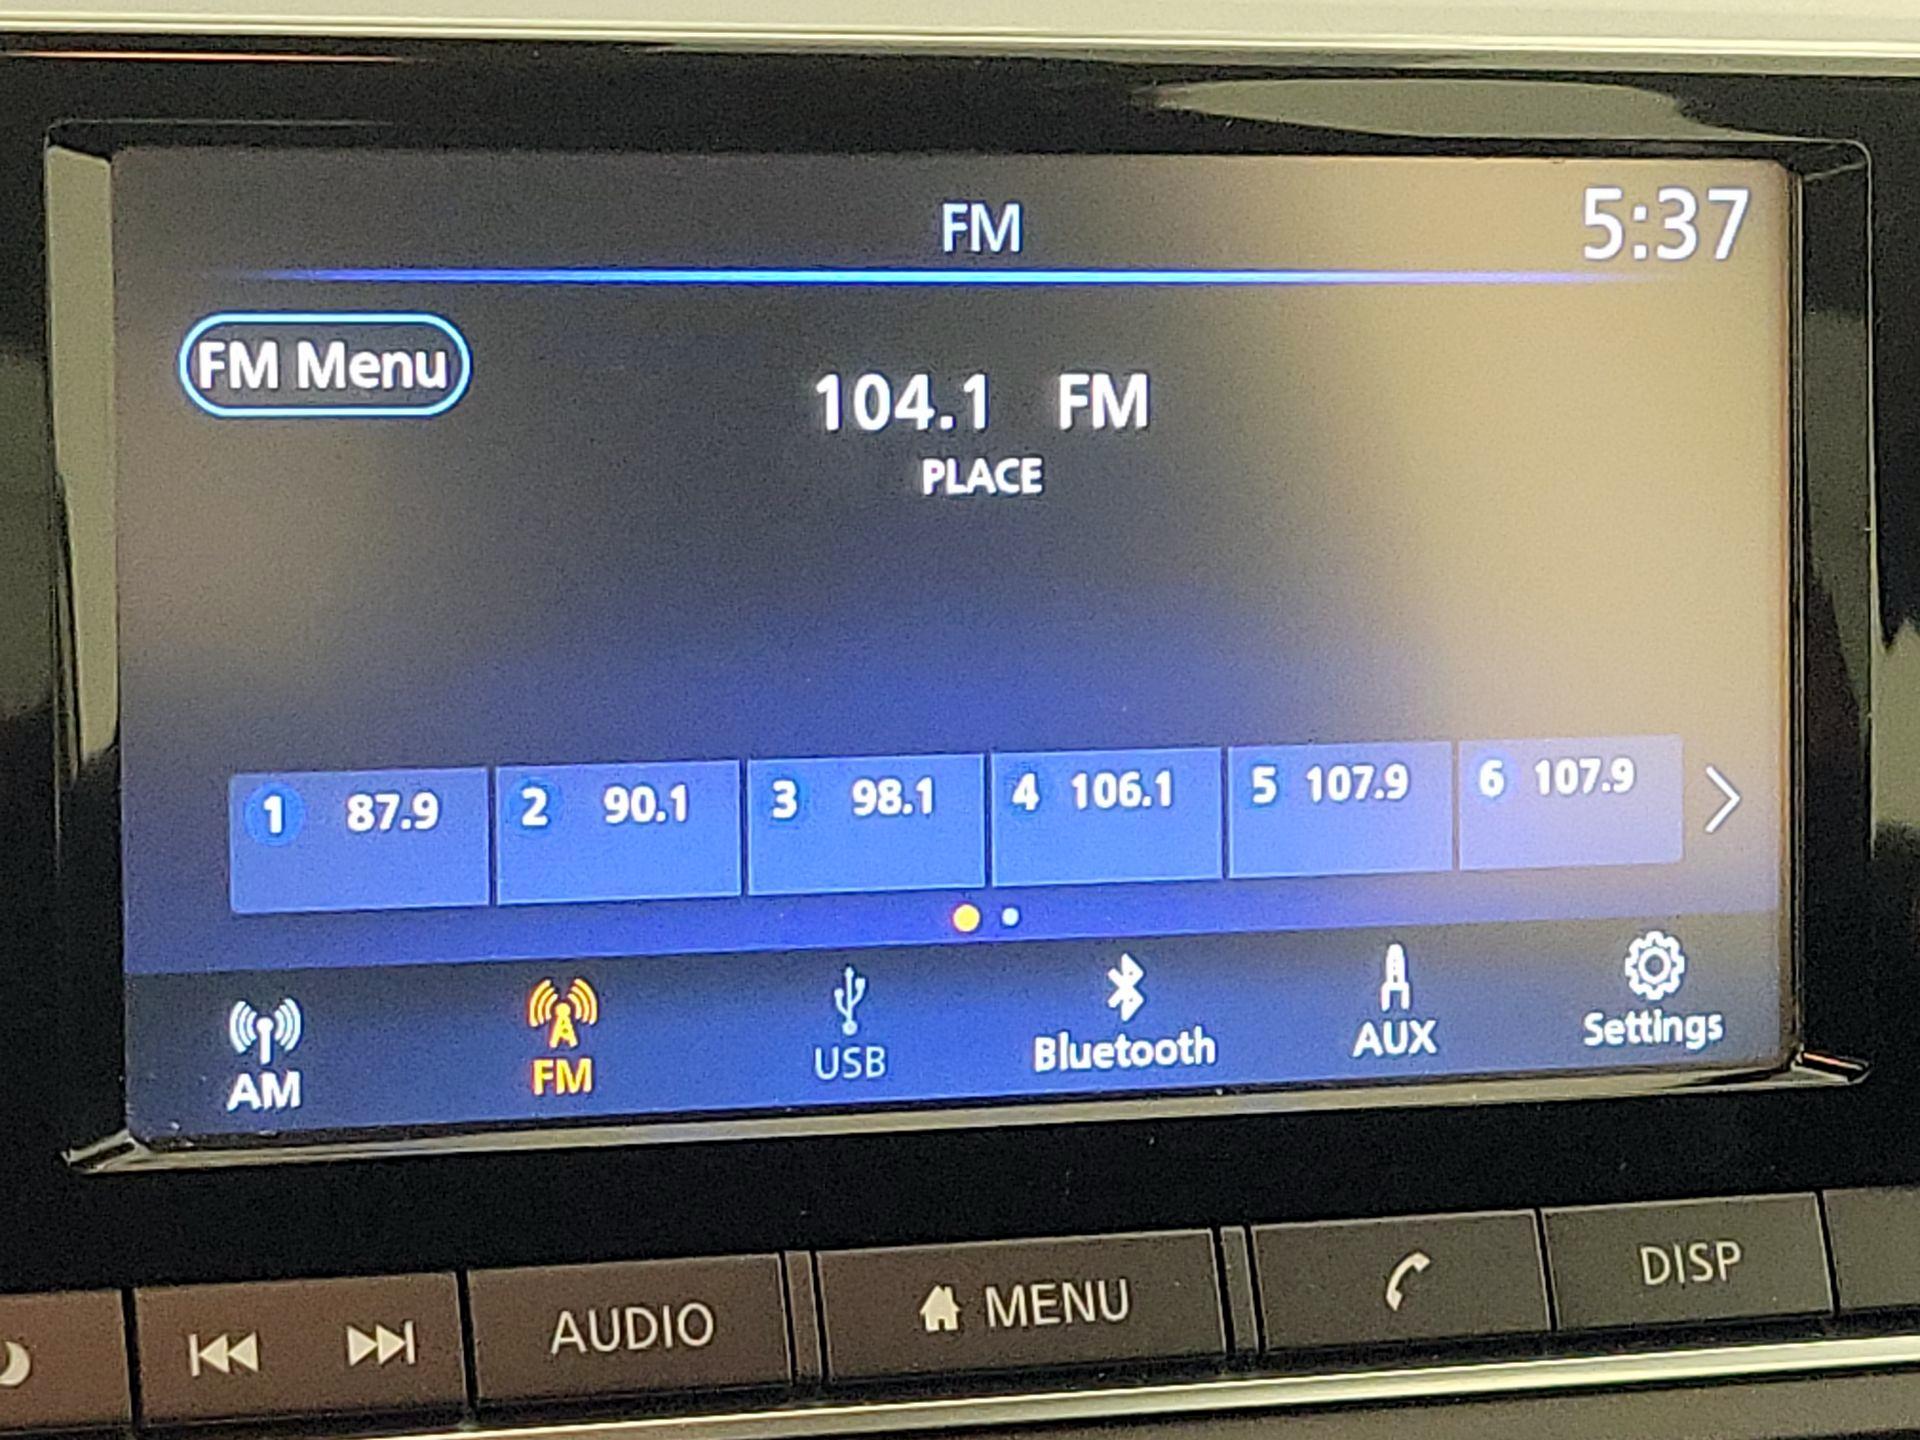 FM 5:37
FM Menu
104.1 FM
PLACE
1 87.9 2 90.1 3 98.1 4 106.1 5 107.9 6 107.9
AM FM USB Bluetooth AUX Settings
AUDIO MENU DISP